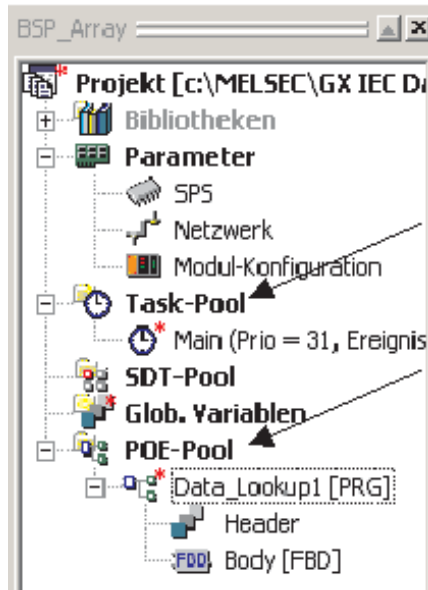 BSP_Array
Projekt [c:\MELSEC\GX IEC
Bibliotheken
Parameter
SPS
Netzwerk
Modul-Konfiguration
Task-Pool
Main (Prio = 31, Ereignis
SDT-Pool
Glob. Variablen
POE-Pool
Data_Lookup1 [PRG]
Header
FBD Body [FBD]